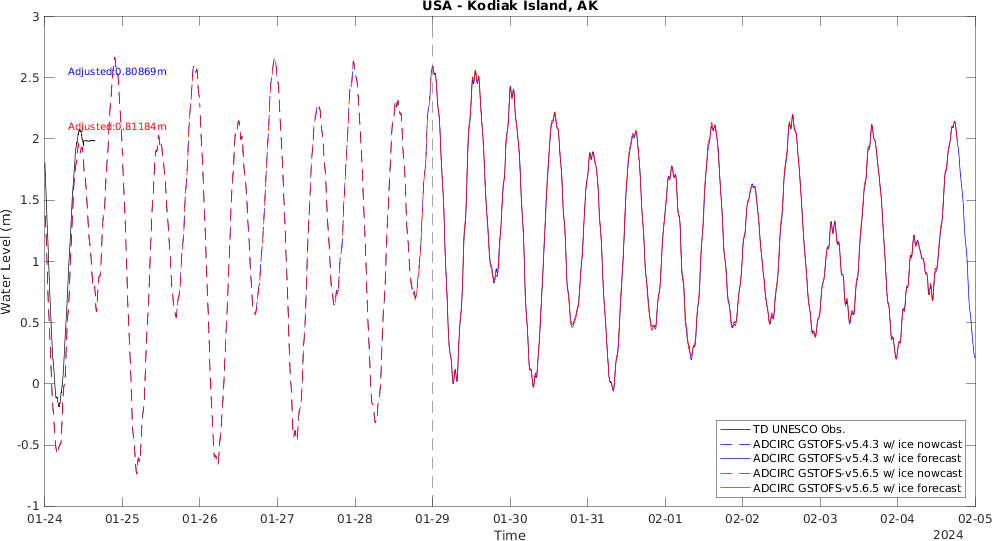 USA - Kodiak Island, AK
Adjusted:0.80869m
Adjusted:0.81184m
Water Level (m)
3
2.5
2
1.5
1
0.5
0
-0.5
-1
TD UNESCO Obs.
ADCIRC GSTOFS-v5.4.3 w/ ice nowcast
ADCIRC GSTOFS-v5.4.3 w/ ice forecast
ADCIRC GSTOFS-v5.6.5 w/ ice nowcast
ADCIRC GSTOFS-v5.6.5 w/ ice forecast
01-24 01-25 01-26 01-27 01-28 01-29 01-30 01-31 02-01 02-02 02-03 02-04 02-05
Time
2024